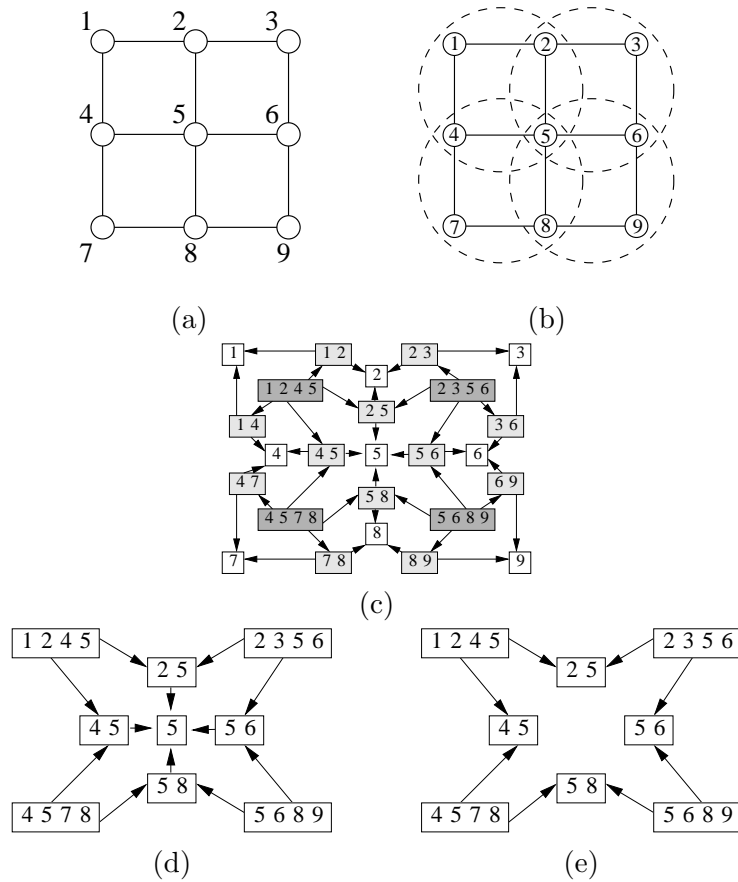 1 2 3
4 5 6
7 8 9
(a)
1 2 3
4 5 6
7 8 9
(b)
1 1 2 2 3 3
2
1 2 4 5 2 3 5 6
2 5
1 4 3 6
4 4 5 5 5 6 6
4 7 6 9
5 8
4 5 7 8 5 6 8 9
8
7 7 8 8 9 9
(c)
1 2 4 5 2 3 5 6
2 5
4 5 5 5 6
5 8
4 5 7 8 5 6 8 9
(d)
1 2 4 5 2 3 5 6
2 5
4 5 5 6
5 8
4 5 7 8 5 6 8 9
(e)